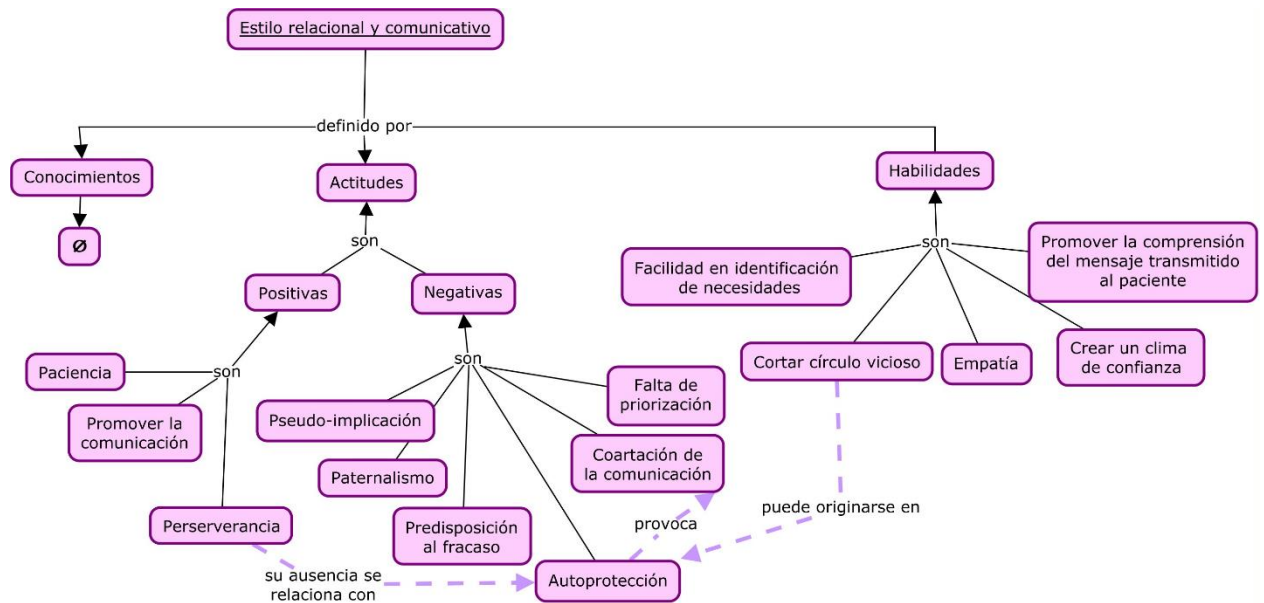 Estilo relacional y comunicativo
definido por
Conocimientos
Actitudes
Habilidades
Ø
son
son
Facilidad en identificación
de necesidades
Promover la comprensión
del mensaje transmitido
al paciente
Positivas
Negativas
Cortar círculo vicioso
Empatía
Crear un clima
de confianza
son
son
Paciencia
Promover la
comunicación
Perserverancia
Pseudo-implicación
Paternalismo
Predisposición
al fracaso
Autoprotección
Coartación de
la comunicación
Falta de
priorización
provoca
puede originarse en
su ausencia se
relaciona con